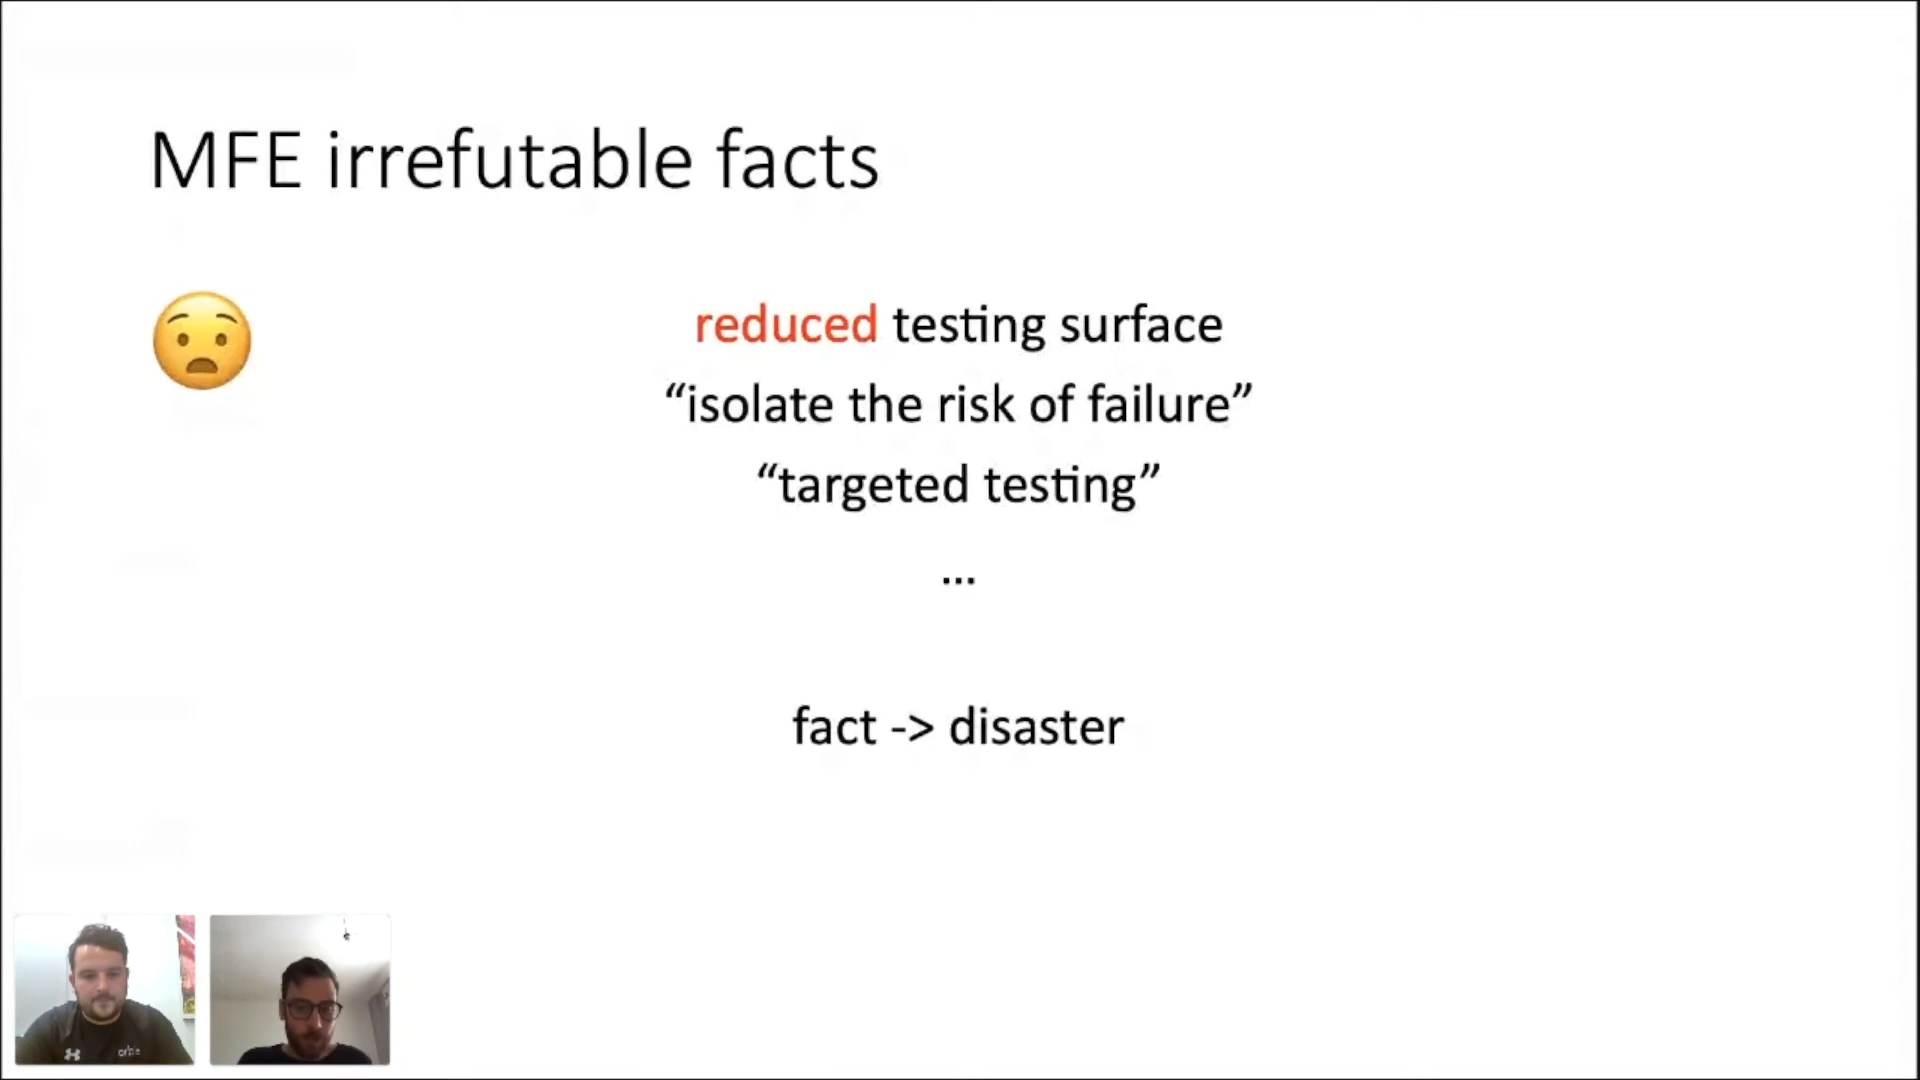 MFE irrefutable facts
reduced testing surface
“isolate the risk of failure”
“targeted testing”
...
fact -> disaster